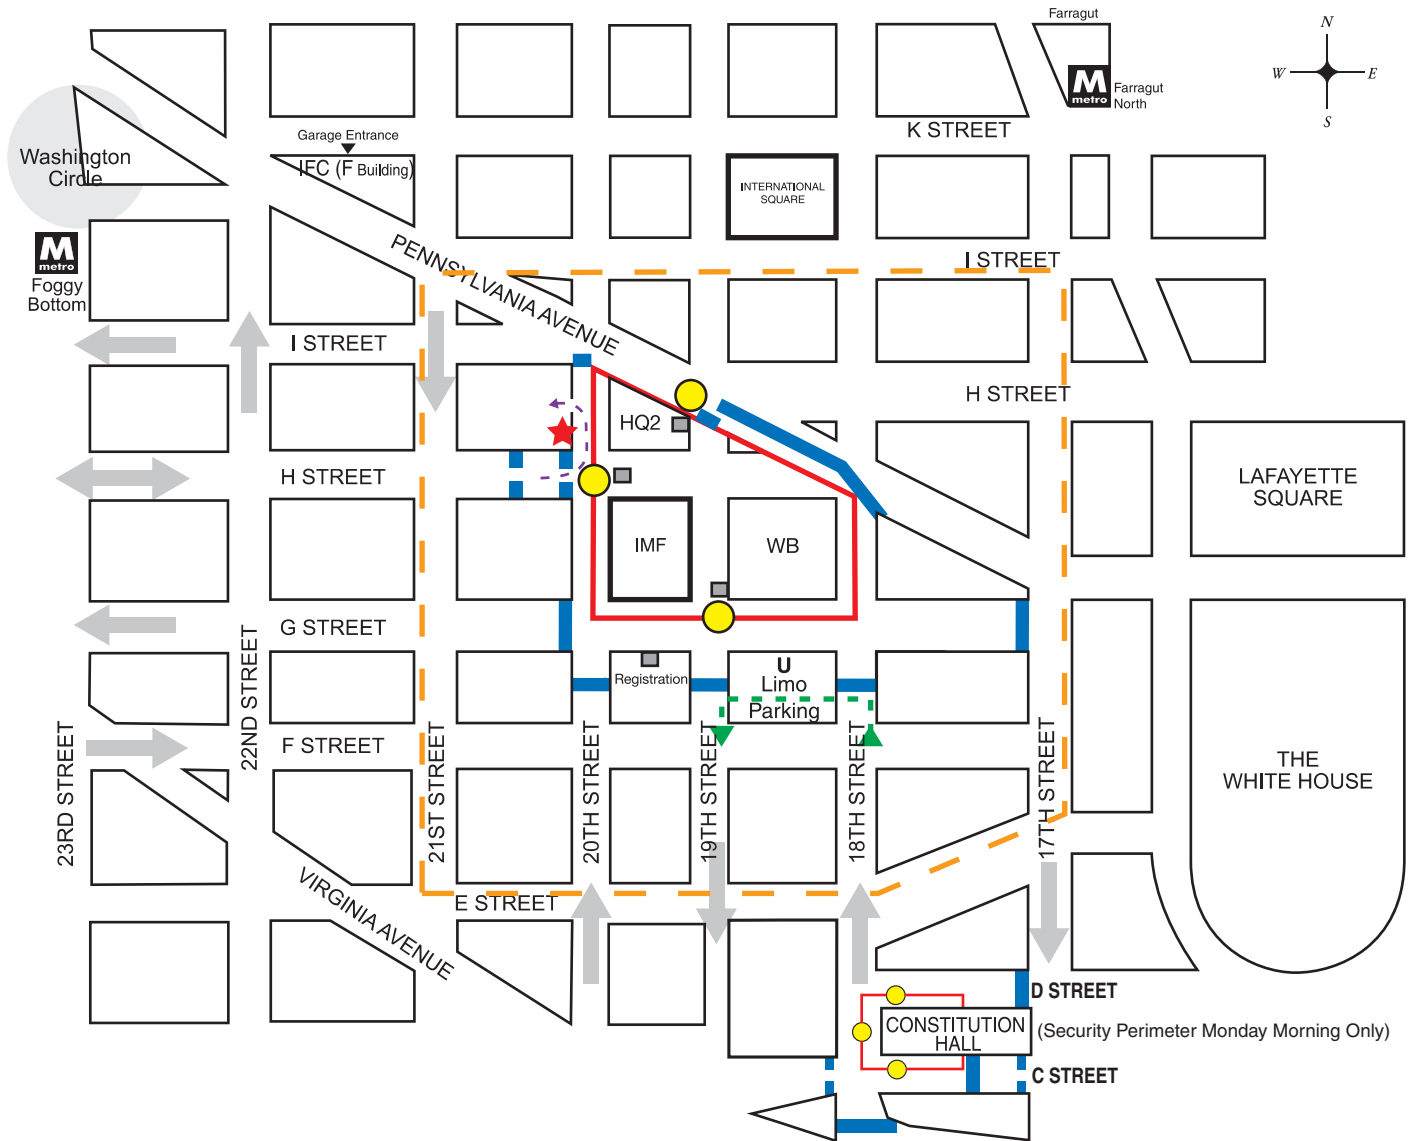 Farragut
N
W
E
S
M
metro
Farragut
North
K STREET
Garage Entrance
IFC (F Building)
Washington
Circle
INTERNATIONAL
SQUARE
M
metro
Foggy
Bottom
PENNSYLVANIA AVENUE
I STREET
I STREET
H STREET
HQ2
H STREET
LAFAYETTE
SQUARE
IMF
WB
G STREET
Registration
U
Limo
Parking
22ND STREET
F STREET
23RD STREET
21ST STREET
20TH STREET
19TH STREET
18TH STREET
17TH STREET
THE
WHITE HOUSE
VIRGINIA AVENUE
E STREET
D STREET
CONSTITUTION
HALL
(Security Perimeter Monday Morning Only)
C STREET